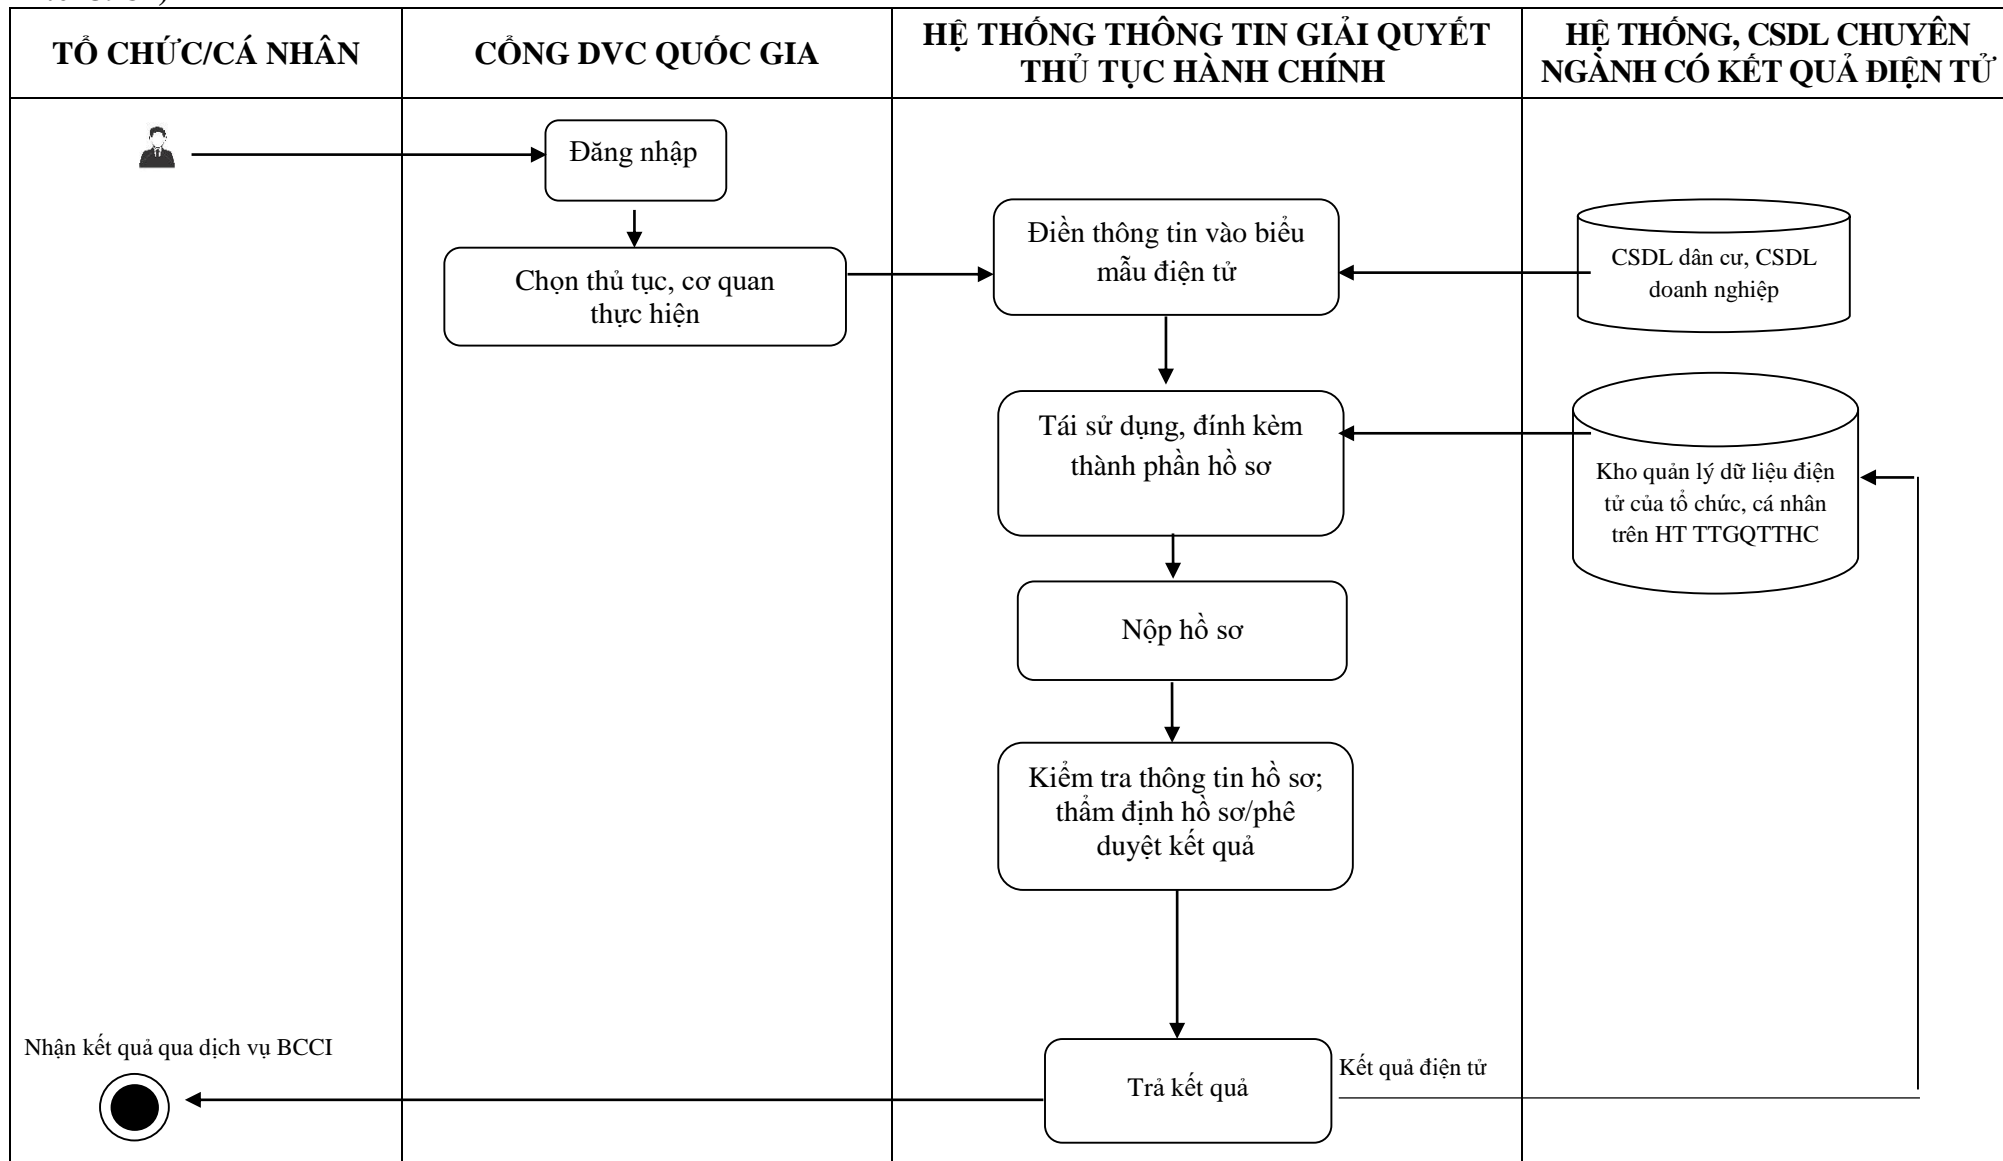 TỔ CHỨC/CÁ NHÂN
CỔNG DVC QUỐC GIA
HỆ THỐNG THÔNG TIN GIẢI QUYẾT
THỦ TỤC HÀNH CHÍNH
HỆ THỐNG, CSDL CHUYÊN
NGÀNH CÓ KẾT QUẢ ĐIỆN TỬ
Đăng nhập
Chọn thủ tục, cơ quan
thực hiện
Điền thông tin vào biểu
mẫu điện tử
CSDL dân cư, CSDL
doanh nghiệp
Tái sử dụng, đính kèm
thành phần hồ sơ
Kho quản lý dữ liệu điện
tử của tổ chức, cá nhân
trên HT TTGQTTHC
Nộp hồ sơ
Kiểm tra thông tin hồ sơ;
thẩm định hồ sơ/phê
duyệt kết quả
Nhận kết quả qua dịch vụ BCCI
Trả kết quả
Kết quả điện tử